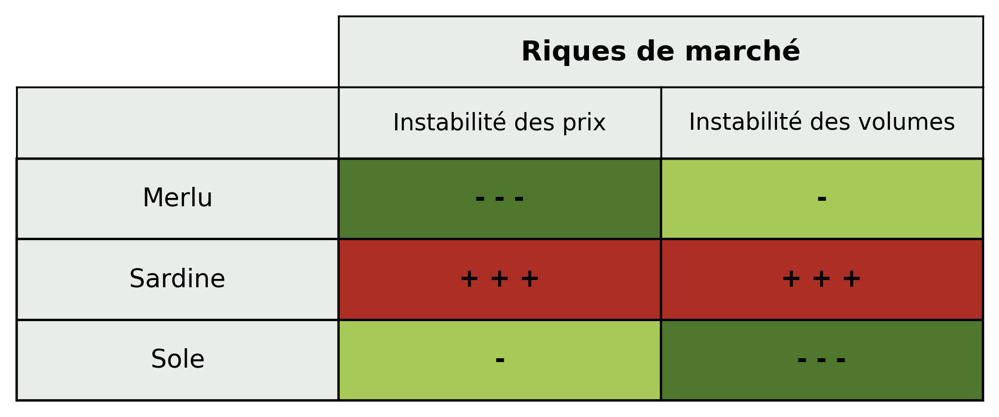 Riques de marché
Instabilité des prix Instabilité des volumes
Merlu - - - -
Sardine + + + + + +
Sole - - - -